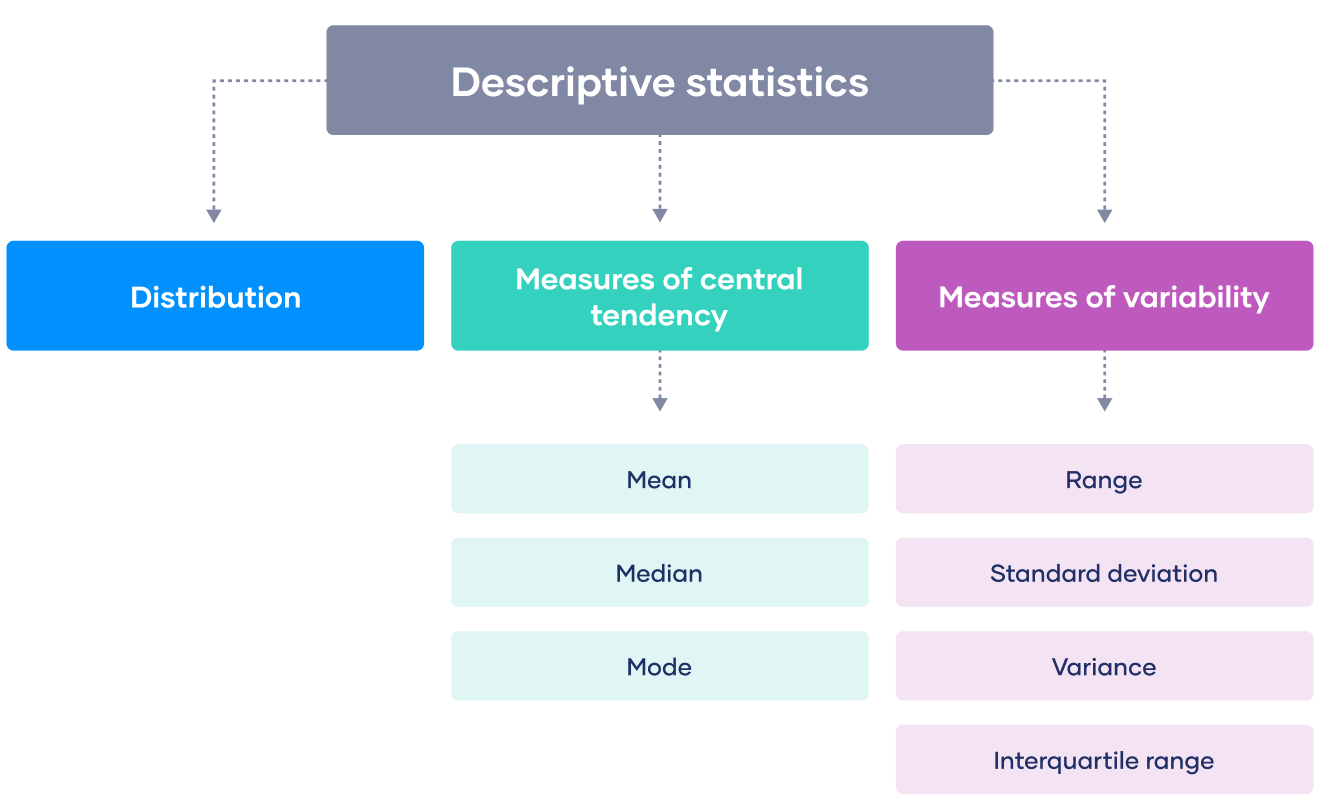 Descriptive statistics
Distribution
Measures of central
tendency
Measures of variability
Mean
Median
Mode
Range
Standard deviation
Variance
Interquartile range